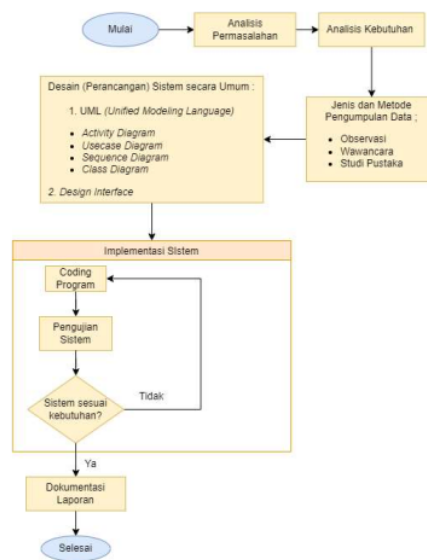 Mulai
Analisis
Permasalahan
Analisis Kebutuhan
Jenis dan Metode
Pengumpulan Data ;
Observasi
Wawancara
Studi Pustaka
Desain (Perancangan) Sistem secara Umum :
1. UML (Unified Modeling Language)
Activity Diagram
Usecase Diagram
Sequence Diagram
Class Diagram
2. Design Interface
Implementasi SIstem
Coding
Program
Pengujian
Sistem
Sistem sesuai
kebutuhan?
Tidak
Ya
Dokumentasi
Laporan
Selesai